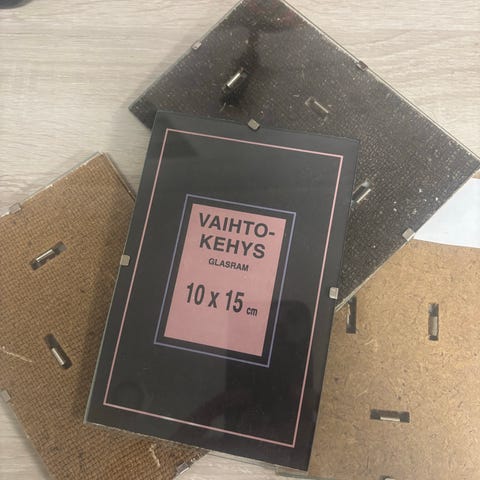 VAIHTO-
KEHYS
GLASRAM
10 x 15 cm